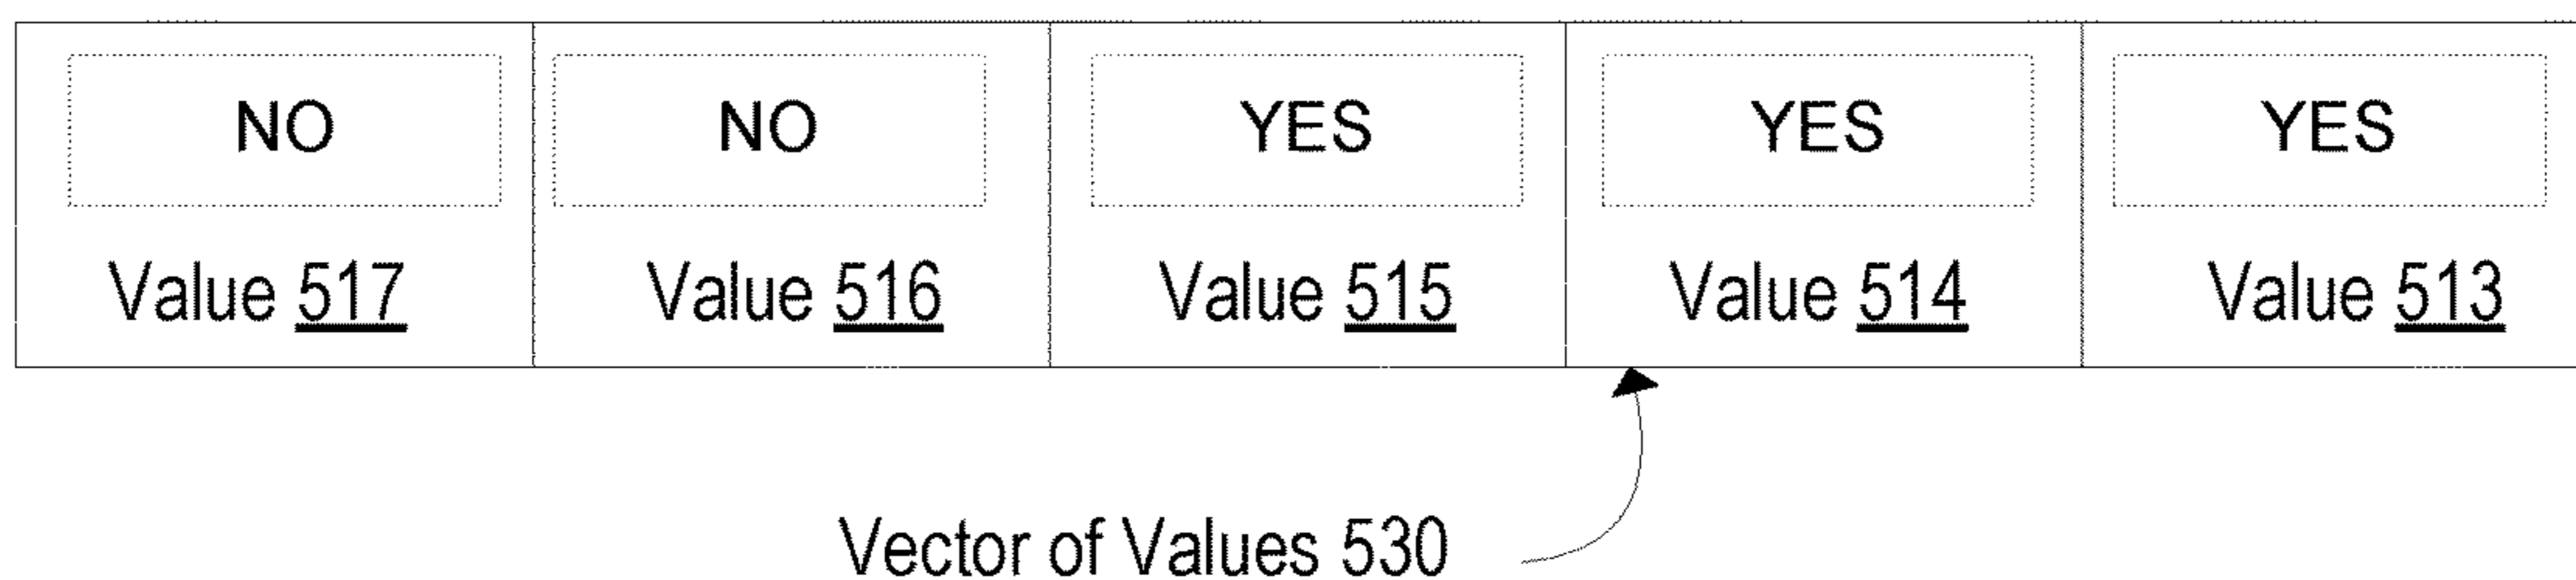 NO NO YES YES YES
Value 517 Value 516 Value 515 Value 514 Value 513
Vector of Values 530